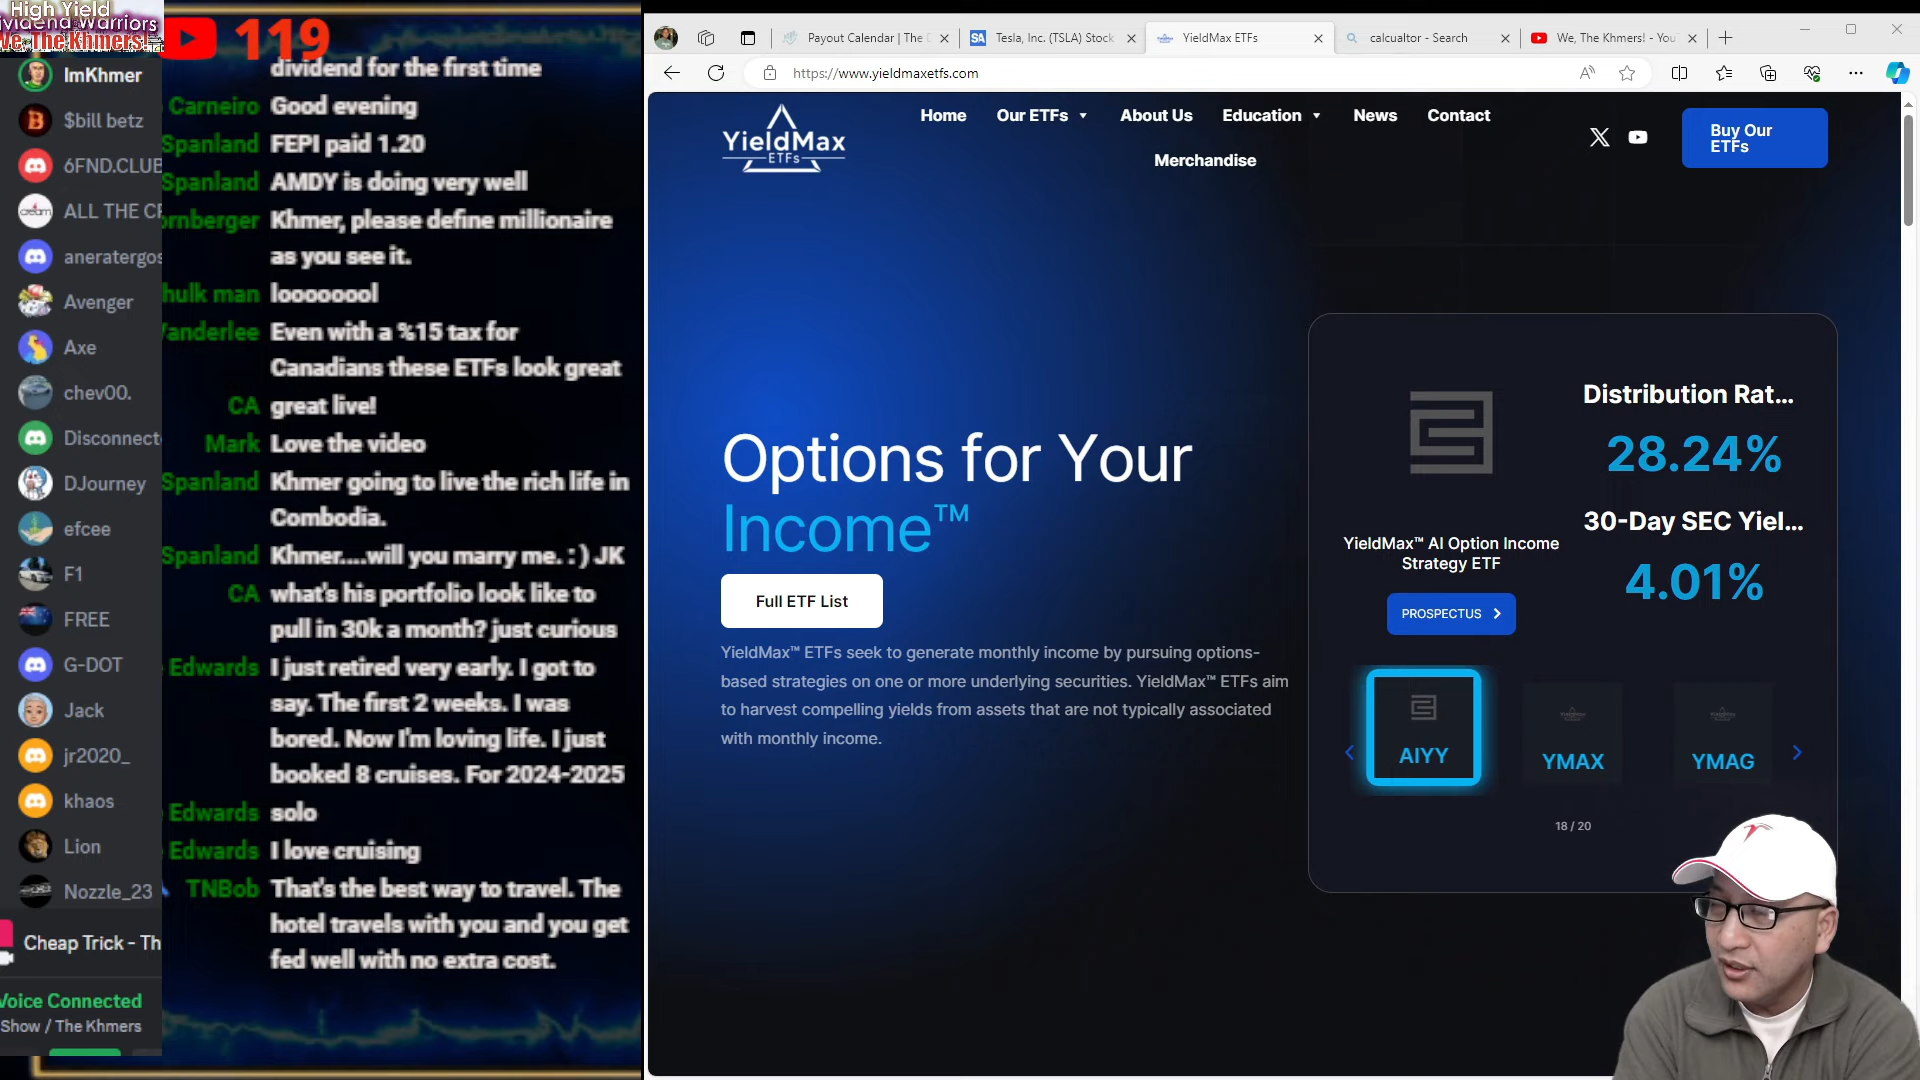 High Yield
ividend Warriors
We, The Khmers!
119
ImKhmer
$bill betz
6FND.CLUB
ALL THE
aneratergos
Avenger
Axe
chev00.
Disconnect
DJourney
efcee
F1
FREE
G-DOT
Jack
jr2020_
khaos
Lion
Nozzle_23
Cheap Trick - Th
Voice Connected
Show / The Khmers
dividend for the first time
Carneiro Good evening
Spanland FEPI paid 1.20
Spanland AMDY is doing very well
ornberger Khmer, please define millionaire
as you see it.
hulk man looooooool
Vanderlee Even with a %15 tax for
Canadians these ETFs look great
CA great live!
Mark Love the video
Spanland Khmer going to live the rich life in
Combodia.
Spanland Khmer....will you marry me. : ) JK
CA what's his portfolio look like to
pull in 30k a month? just curious
Edwards I just retired very early. I got to
say. The first 2 weeks. I was
bored. Now I'm loving life. I just
booked 8 cruises. For 2024-2025
Edwards solo
Edwards I love cruising
TNBob That's the best way to travel. The
hotel travels with you and you get
fed well with no extra cost.
Payout Calendar | The
SA Tesla, Inc. (TSLA) Stock
YieldMax ETFs
calcualtor - Search
We, The Khmers! - You
https://www.yieldmaxetfs.com
YieldMax
ETFs
Home
Our ETFs
About Us
Education
News
Contact
Merchandise
Buy Our
ETFs
Options for Your
Income™
Full ETF List
YieldMax™ ETFs seek to generate monthly income by pursuing options-
based strategies on one or more underlying securities. YieldMax™ ETFs aim
to harvest compelling yields from assets that are not typically associated
with monthly income.
Distribution Rat...
28.24%
30-Day SEC Yiel...
4.01%
YieldMax™ AI Option Income
Strategy ETF
PROSPECTUS
AIYY
YMAX
YMAG
18 / 20